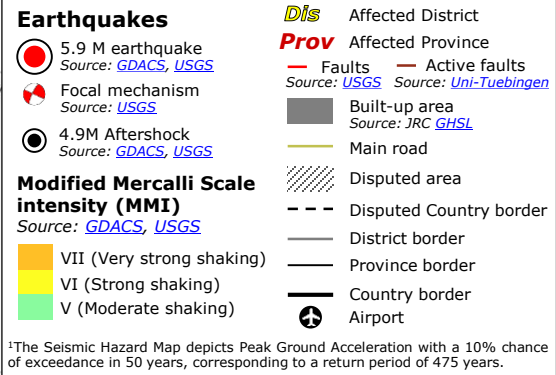 Earthquakes
5.9 M earthquake
Source: GDACS, USGS
Focal mechanism
Source: USGS
4.9M Aftershock
Source: GDACS, USGS
Modified Mercalli Scale
intensity (MMI)
Source: GDACS, USGS
VII (Very strong shaking)
VI (Strong shaking)
V (Moderate shaking)
Dis Affected District
Prov Affected Province
Faults Active faults
Source: USGS Source: Uni-Tuebingen
Built-up area
Source: JRC GHSL
Main road
Disputed area
Disputed Country border
District border
Province border
Country border
Airport
¹The Seismic Hazard Map depicts Peak Ground Acceleration with a 10% chance
of exceedance in 50 years, corresponding to a return period of 475 years.